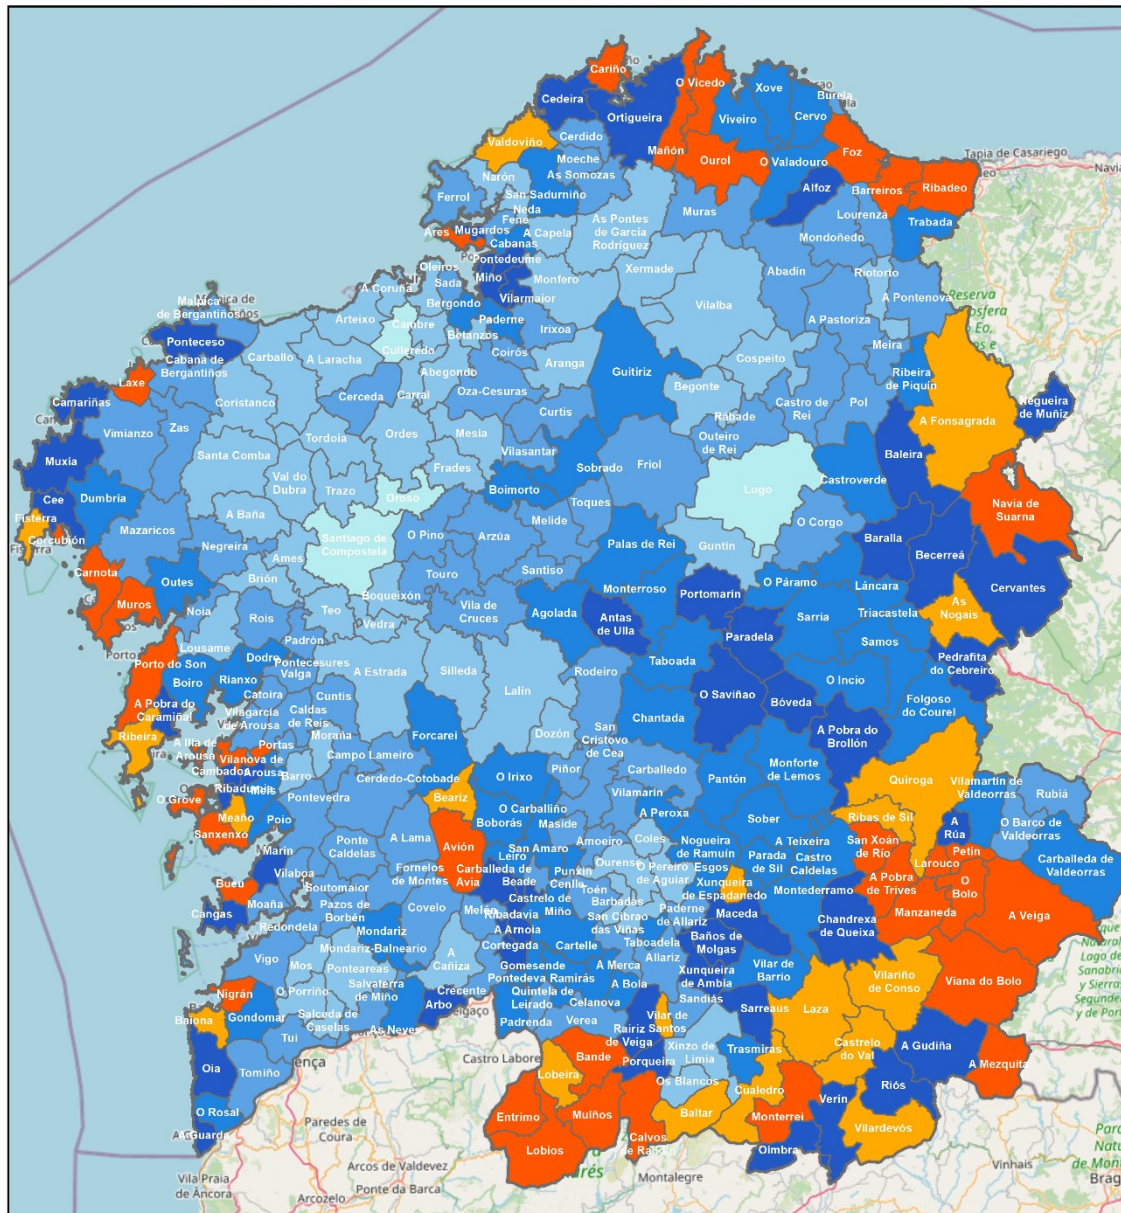 Cariño
O Vicedo
Cedeira
Ortigueira
Xove
Burela
Viveiro
Cervo
Valdoviño
Cerdido
Mañón
Ourol
O Valadouro
Foz
Tapia de Casariego
Moeche
As Somozas
Narón
San Sadurniño
Alfoz
Barreiros
Ribadeo
Ferrol
Neda
Fene
Muras
Lourenzá
Trabada
Ares
Mugardos
Cabanas
A Capela
As Pontes
de García
Rodríguez
Mondoñedo
Pontedeume
Oleiros
Miño
Monfero
Xermade
Abadín
Riotorto
A Coruña
Sada
Bergondo
Vilarmaior
Vilalba
A Pontenova
Malpica
de Bergantiños
Arteixo
Cambre
Paderne
Irixoa
A Pastoriza
Ponteceso
Culleredo
Betanzos
Meira
Cabana de
Bergantiños
Carballo
A Laracha
Abegondo
Coirós
Aranga
Guitiriz
Cospeito
Ribeira
de Piquín
Laxe
Cerceda
Carral
Oza-Cesuras
Begonte
Castro de
Rei
Pol
A Fonsagrada
Negueira
de Muñiz
Camariñas
Coristanco
Curtis
Rábade
Vimianzo
Zas
Tordoia
Ordes
Mesía
Outeiro
de Rei
Baleira
Muxía
Santa Comba
Frades
Vilasantar
Sobrado
Friol
Castroverde
Val do
Dubra
Trazo
Oroso
Boimorto
Lugo
Navia de
Suarna
Cee
Dumbría
Toques
Fisterra
A Baña
Mazaricos
Santiago de
Compostela
O Pino
Arzúa
Melide
O Corgo
Corcubión
Negreira
Ames
Palas de Rei
Guntín
Baralla
Becerreá
Carnota
Outes
Brión
Boqueixón
Touro
Santiso
O Páramo
Láncara
Cervantes
Muros
Noia
Rois
Teo
Vedra
Vila de
Cruces
Agolada
Monterroso
Portomarín
Sarria
Triacastela
As
Nogais
Lousame
Padrón
Antas
de Ulla
Paradela
Samos
Porto do Son
Dodro
Pontecesures
Valga
A Estrada
Silleda
Rodeiro
Taboada
Pedrafita
do Cebreiro
Boiro
Rianxo
Catoira
Cuntis
Lalín
O Saviñao
O Incio
A Pobra do
Caramiñal
Vilagarcía
de Arousa
Caldas
de Reis
Forcarei
Chantada
Bóveda
Folgoso
do Courel
Ribeira
A Illa de
Arousa
Portas
Moraña
Dozón
San
Cristovo
de Cea
A Pobra do
Brollón
Vilanova de
Arousa
Campo Lameiro
Cambados
Barro
Cerdedo-Cotobade
O Irixo
Piñor
Carballedo
Pantón
Monforte
de Lemos
Quiroga
Vilamartín de
Valdeorras
Rubiá
Ribadumia
Meis
Pontevedra
Beariz
Vilamarín
O Grove
Meaño
Poio
O Carballiño
A Peroxa
Sober
Ribas de Sil
A
Rúa
O Barco de
Valdeorras
Sanxenxo
A Lama
Boborás
Maside
Coles
Nogueira
de Ramuín
A Teixeira
San Xoán
de Río
Petín
Carballeda de
Valdeorras
Marín
Ponte
Caldelas
Avión
San Amaro
Amoeiro
Esgos
Parada
de Sil
Castro
Caldelas
Larouco
Vilaboa
Fornelos
de Montes
Carballeda de
Avia
Leiro
Punxín
Ourense
O Pereiro
de Aguiar
A Pobra
de Trives
O
Bolo
Bueu
Soutomaior
Beade
Cenlle
Toén
Xunqueira
de Espadanedo
Montederramo
Manzaneda
A Veiga
Cangas
Moaña
Pazos de
Borbén
Covelo
Melón
Castrelo de
Miño
Barbadás
Paderne
de Allariz
Maceda
Chandrexa
de Queixa
Redondela
Mondariz
Ribadavia
San Cibrao
das Viñas
Baños de
Molgas
Mondariz-Balneario
A Arnoia
Cartelle
Taboadela
Vigo
Mos
Ponteareas
A
Cañiza
Cortegada
A Merca
Allariz
Vilar de
Barrio
Vilariño
de Conso
Viana do Bolo
Nigrán
O Porriño
Salvaterra
de Miño
Crecente
Gomesende
Pontedeva
Ramirás
A Bola
Xunqueira
de Ambía
Gondomar
Salceda de
Caselas
As Neves
Arbo
Quintela de
Leirado
Celanova
Sandiás
Sarreaus
Laza
Baiona
Tui
Padrenda
Verea
Rairiz
de Veiga
Vilar de
Santos
Castrelo
do Val
Oia
Tomiño
Castro Labore
Bande
Porqueira
Xinzo de
Limia
Trasmiras
A Gudiña
A Mezquita
O Rosal
Lobeira
Os Blancos
Cualedro
Riós
A Guarda
Paredes de
Coura
Entrimo
Muíños
Baltar
Monterrei
Verín
Vilardevós
Vila Praia
de Âncora
Arcos de Valdevez
Lobios
Calvos
de Randín
Oímbra
Vinhais
Ponte da Barca
Arcozelo
Montalegre